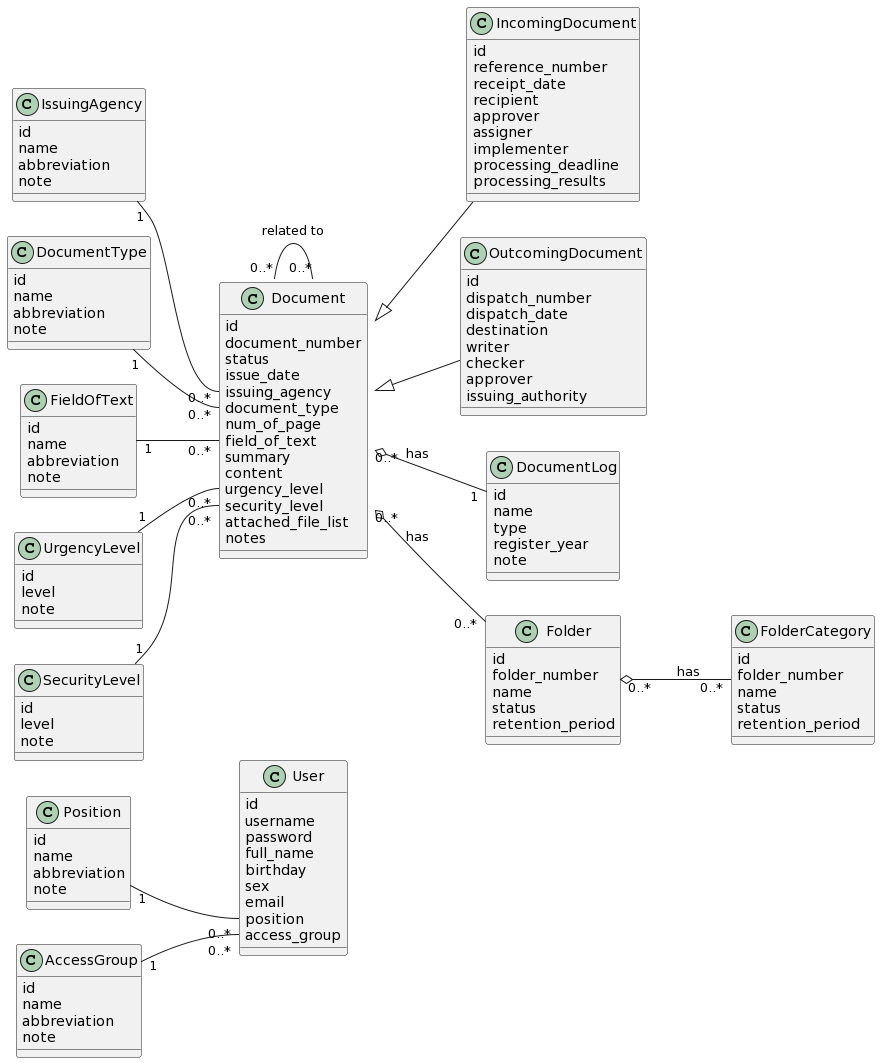 C IncomingDocument
id
reference_number
receipt_date
recipient
approver
assigner
implementer
processing_deadline
processing_results
C IssuingAgency
id
name
abbreviation
note
1
related to
0..*
0..*
C DocumentType
id
name
abbreviation
note
1
C OutcomingDocument
id
dispatch_number
dispatch_date
destination
writer
checker
approver
issuing_authority
C Document
id
document_number
status
issue_date
issuing_agency
document_type
num_of_page
field_of_text
summary
content
urgency_level
security_level
attached_file_list
notes
0..*
0..*
C FieldOfText
id
name
abbreviation
note
1
0..*
0..*
has
1
C DocumentLog
id
name
type
register_year
note
0..*
0..*
1
C UrgencyLevel
id
level
note
0..*
has
0..*
1
C SecurityLevel
id
level
note
C Folder
id
folder_number
name
status
retention_period
has
0..*
0..*
C FolderCategory
id
folder_number
name
status
retention_period
C Position
id
name
abbreviation
note
1
C User
id
username
password
full_name
birthday
sex
email
position
access_group
0..*
0..*
C AccessGroup
id
name
abbreviation
note
1